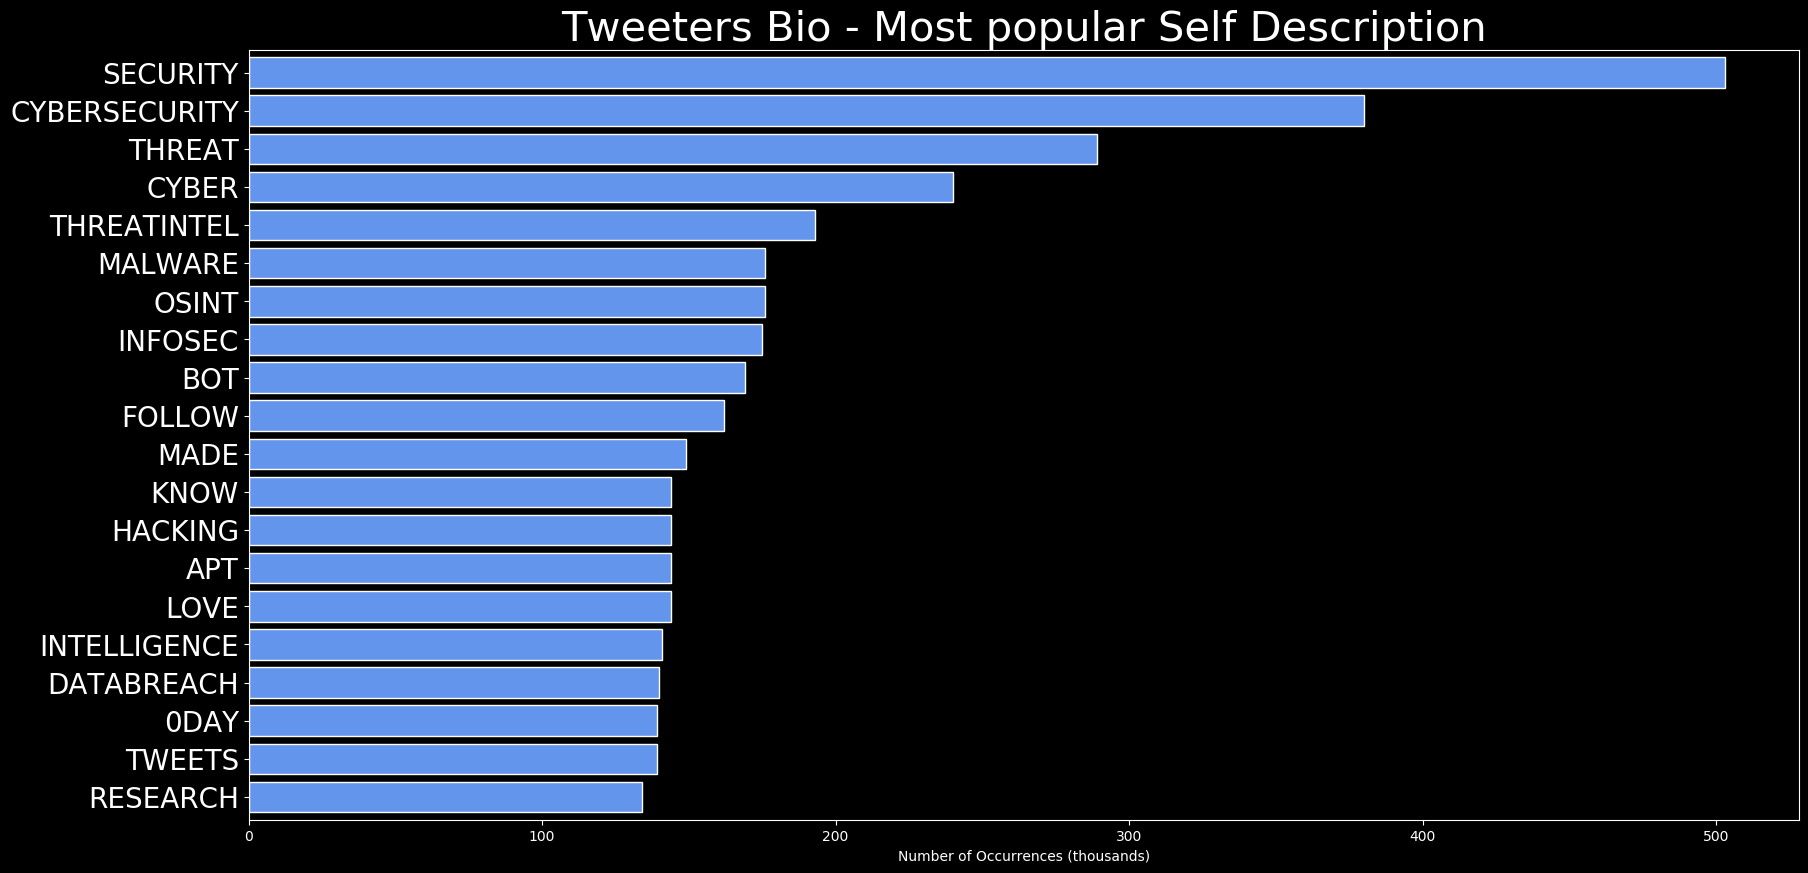 Tweeters Bio - Most popular Self Description
SECURITY
CYBERSECURITY
THREAT
CYBER
THREATINTEL
MALWARE
OSINT
INFOSEC
BOT
FOLLOW
MADE
KNOW
HACKING
APT
LOVE
INTELLIGENCE
DATABREACH
0DAY
TWEETS
RESEARCH
0 100 200 300 400 500
Number of Occurrences (thousands)